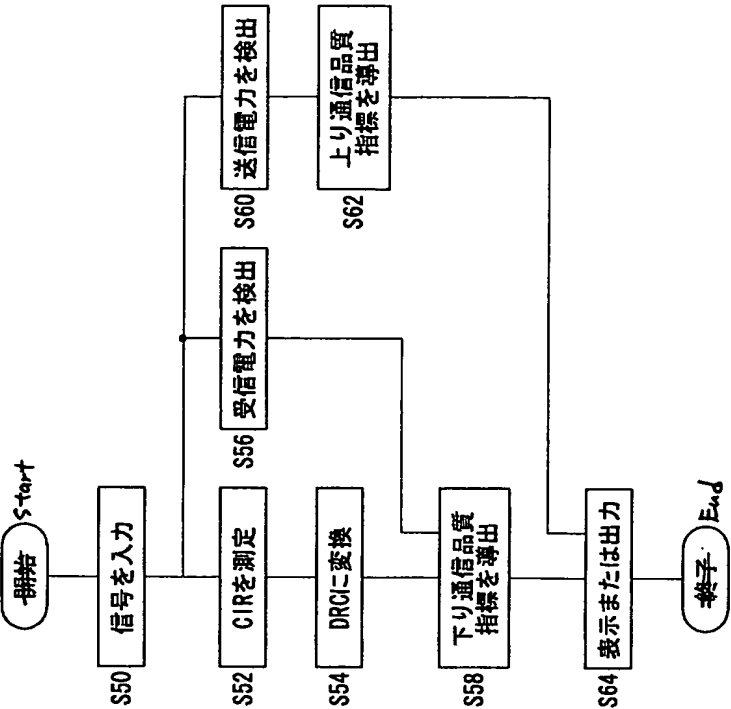 開始 Start
S50 信号を入力
S52 CIRを測定
S54 DRCに変換
S56 受信電力を検出
S58 下り通信品質
指標を導出
S60 送信電力を検出
S62 上り通信品質
指標を導出
S64 表示または出力
終了 End